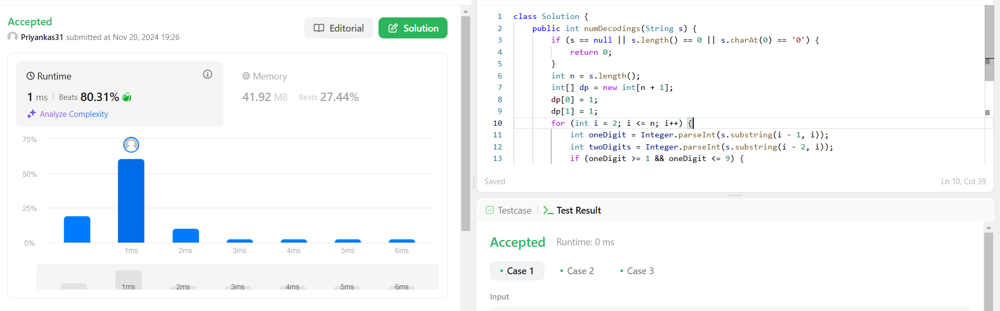 Accepted
Priyankas31 submitted at Nov 20, 2024 19:26
Editorial
Solution
Runtime
1 ms | Beats 80.31%
Analyze Complexity
Memory
41.92 MB | Beats 27.44%
75%
50%
25%
0%
1ms 2ms 3ms 4ms 5ms 6ms
1ms 2ms 3ms 4ms 5ms 6ms
1 class Solution {
2 public int numDecodings(String s) {
3 if (s == null || s.length() == 0 || s.charAt(0) == '0') {
4 return 0;
5 }
6 int n = s.length();
7 int[] dp = new int[n + 1];
8 dp[0] = 1;
9 dp[1] = 1;
10 for (int i = 2; i <= n; i++) {
11 int oneDigit = Integer.parseInt(s.substring(i - 1, i));
12 int twoDigits = Integer.parseInt(s.substring(i - 2, i));
13 if (oneDigit >= 1 && oneDigit <= 9) {
Saved
Ln 10, Col 39
Testcase | >_ Test Result
Accepted Runtime: 0 ms
• Case 1 • Case 2 • Case 3
Input